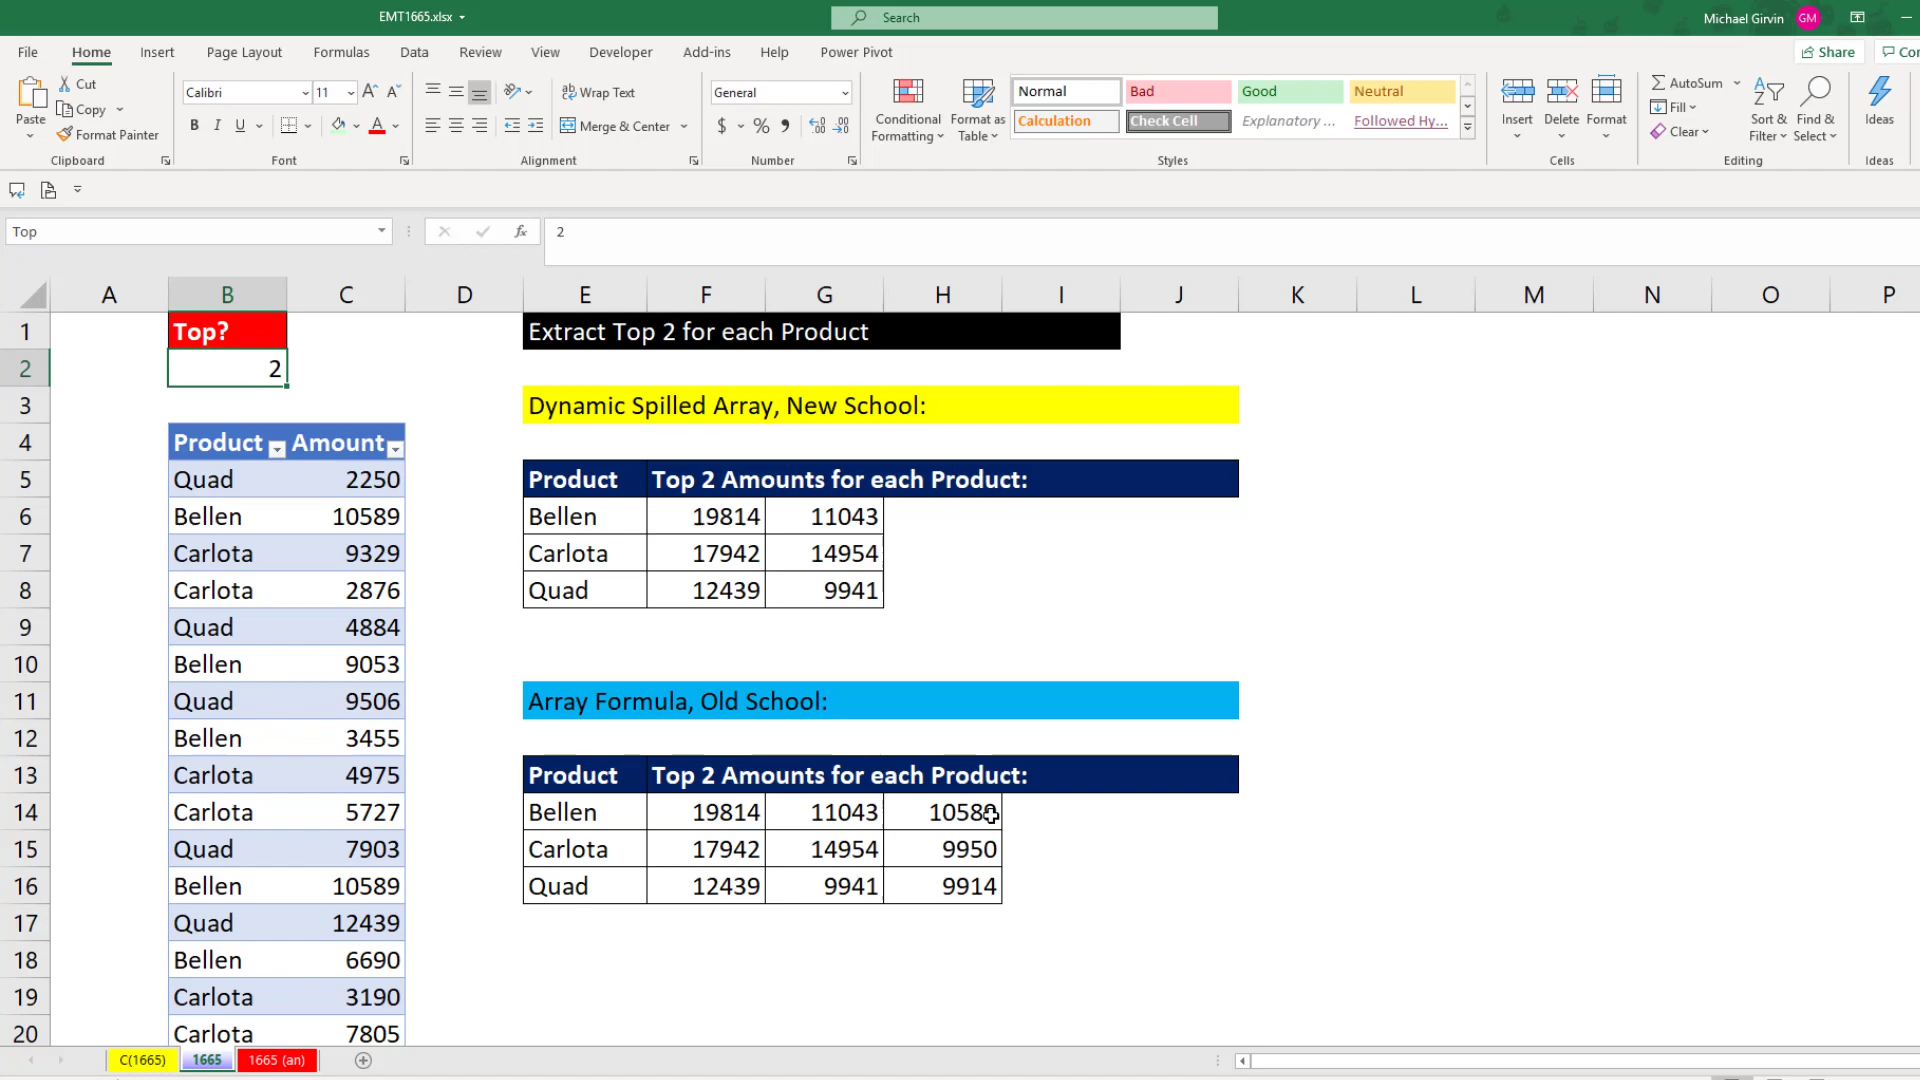 EMT1665.xlsx
Search
Michael Girvin GM
File Home Insert Page Layout Formulas Data Review View Developer Add-ins Help Power Pivot Share Cor
Paste
Cut
Copy
Format Painter
Clipboard
Calibri 11
B I U A
Font
Wrap Text
Merge & Center
Alignment
General
$ % ,
Number
Conditional Formatting
Format as Table
Normal Bad Good Neutral
Calculation Check Cell Explanatory ... Followed Hy...
Styles
Insert Delete Format
Cells
AutoSum
Fill
Clear
Sort & Filter
Find & Select
Editing
Ideas
Ideas
Top fx 2
A B C D E F G H I J K L M N O P
1 Top? Extract Top 2 for each Product
2 2
3 Dynamic Spilled Array, New School:
4 Product Amount
5 Quad 2250 Product Top 2 Amounts for each Product:
6 Bellen 10589 Bellen 19814 11043
7 Carlota 9329 Carlota 17942 14954
8 Carlota 2876 Quad 12439 9941
9 Quad 4884
10 Bellen 9053
11 Quad 9506 Array Formula, Old School:
12 Bellen 3455
13 Carlota 4975 Product Top 2 Amounts for each Product:
14 Carlota 5727 Bellen 19814 11043 10589
15 Quad 7903 Carlota 17942 14954 9950
16 Bellen 10589 Quad 12439 9941 9914
17 Quad 12439
18 Bellen 6690
19 Carlota 3190
20 Carlota 7805
C(1665) 1665 1665 (an)